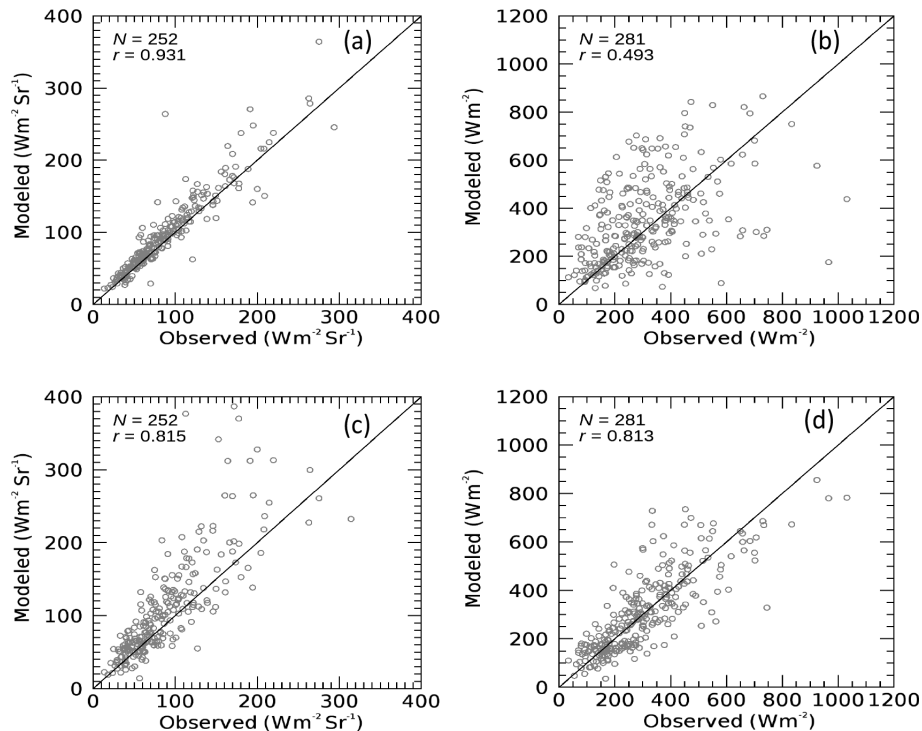 400
300
200
100
0
Modeled (Wm⁻² Sr⁻¹)
N = 252
r = 0.931
(a)
0 100 200 300 400
Observed (Wm⁻² Sr⁻¹)
1200
1000
800
600
400
200
0
Modeled (Wm⁻²)
N = 281
r = 0.493
(b)
0 200 400 600 800 1000 1200
Observed (Wm⁻²)
400
300
200
100
0
Modeled (Wm⁻² Sr⁻¹)
N = 252
r = 0.815
(c)
0 100 200 300 400
Observed (Wm⁻² Sr⁻¹)
1200
1000
800
600
400
200
0
Modeled (Wm⁻²)
N = 281
r = 0.813
(d)
0 200 400 600 800 1000 1200
Observed (Wm⁻²)